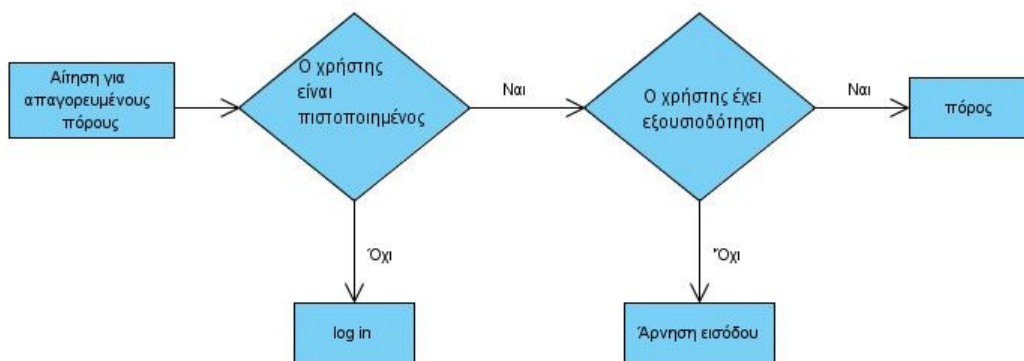 Αίτηση για
απαγορευμένους
πόρους
Ο χρήστης
είναι
πιστοποιημένος
Ναι
Ο χρήστης έχει
εξουσιοδότηση
Ναι
πόρος
Όχι
Όχι
log in
Άρνηση εισόδου